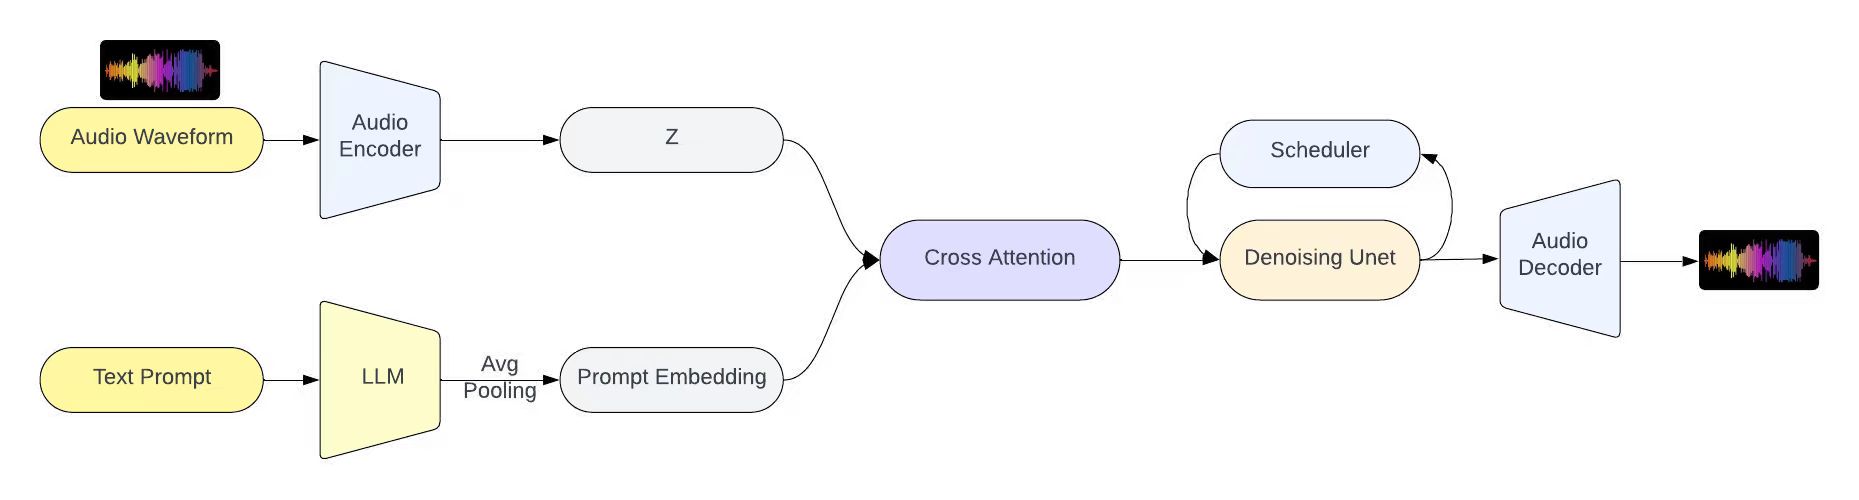 Audio Waveform
Audio
Encoder
Z
Text Prompt
LLM
Avg
Pooling
Prompt Embedding
Cross Attention
Scheduler
Denoising Unet
Audio
Decoder